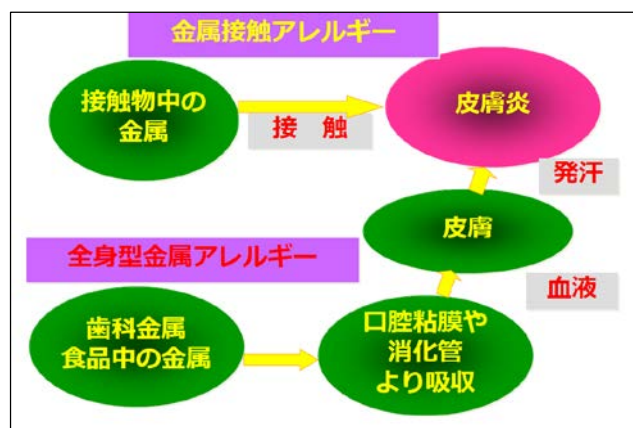 金属接触アレルギー
接触物中の
金属
接　触
皮膚炎
発汗
皮膚
全身型金属アレルギー
血液
歯科金属
食品中の金属
口腔粘膜や
消化管
より吸収